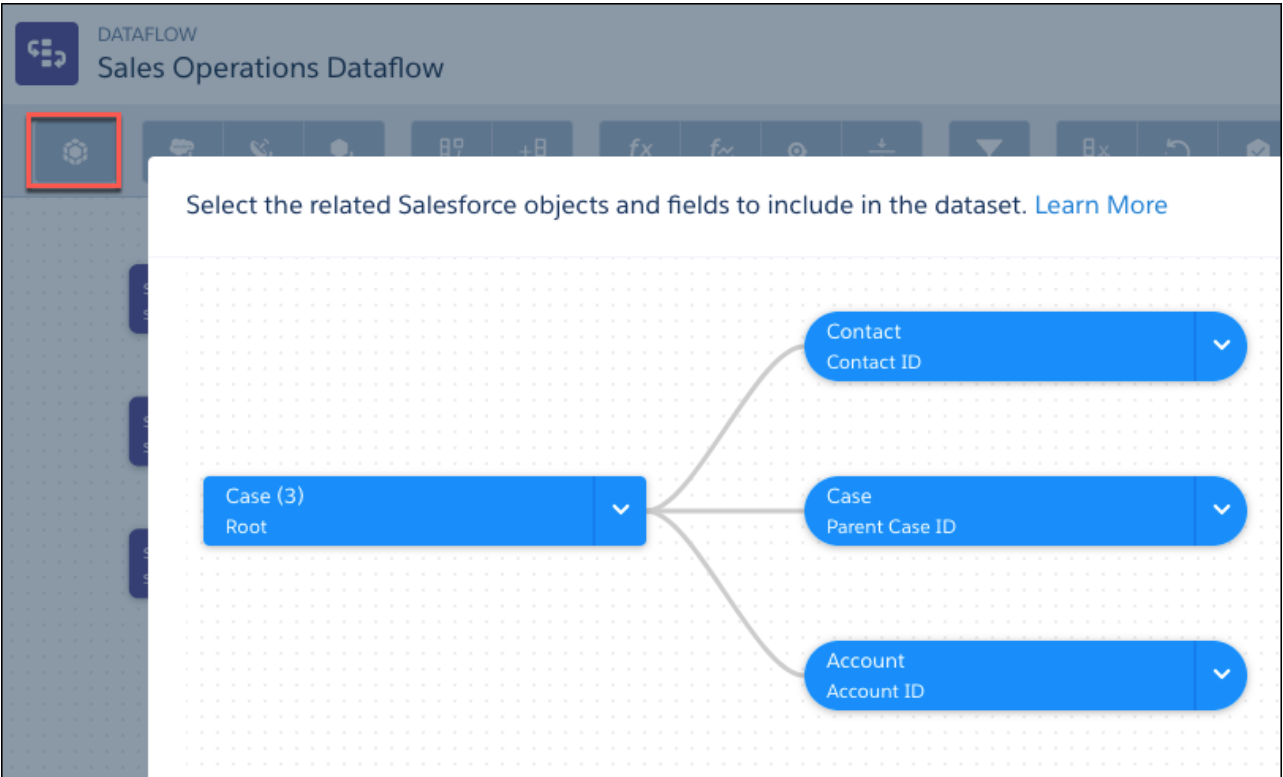 DATAFLOW
Sales Operations Dataflow
fx
Select the related Salesforce objects and fields to include in the dataset. Learn More
Contact
Contact ID
Case (3)
Root
Case
Parent Case ID
Account
Account ID